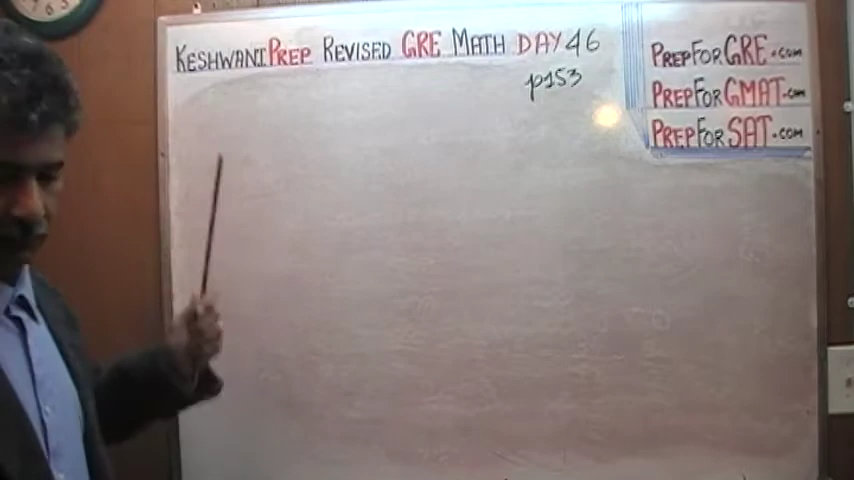 KESHWANIPREP REVISED GRE MATH DAY 46
p153
PREPFORGRE.com
PREPFORGMAT.com
PREPFORSAT.com